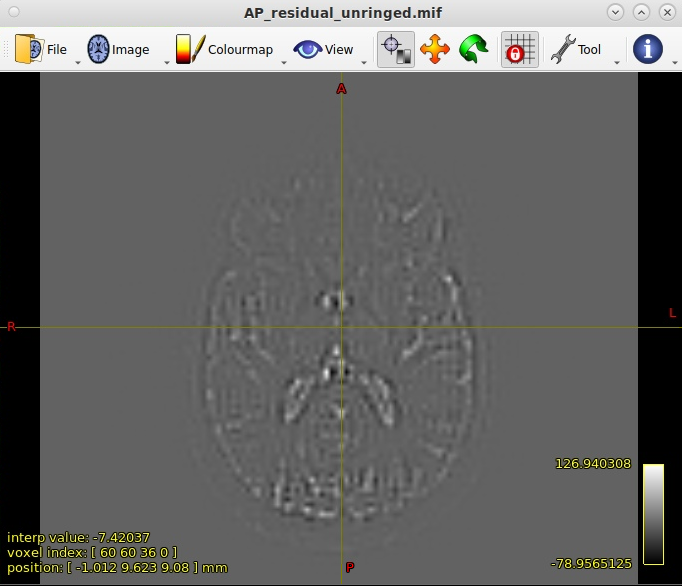 AP_residual_unringed.mif
File Image Colourmap View Tool
A
R
L
126.940308
interp value: -7.42037
voxel index: [ 60 60 36 0 ]
position: [ -1.012 9.623 9.08 ] mm
P
-78.9565125